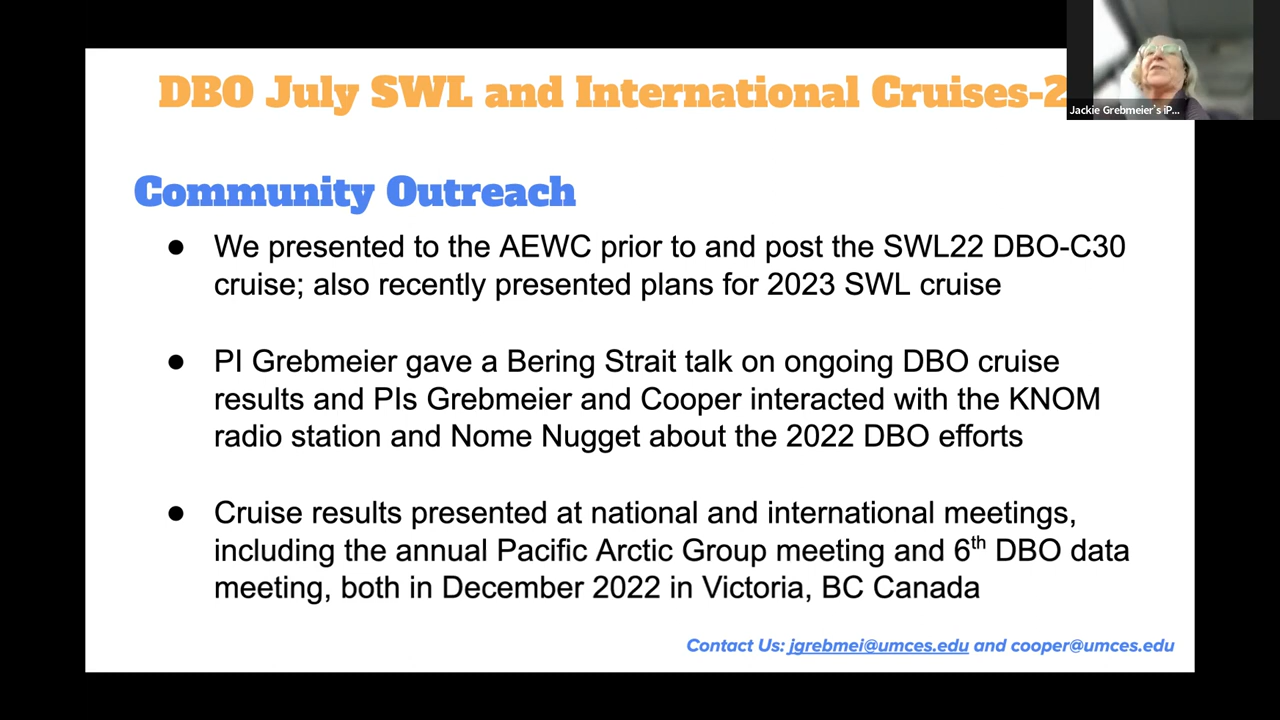 DBO July SWL and International Cruises-2
Jackie Grebmeier's iP...
Community Outreach
● We presented to the AEWC prior to and post the SWL22 DBO-C30
cruise; also recently presented plans for 2023 SWL cruise
● PI Grebmeier gave a Bering Strait talk on ongoing DBO cruise
results and PIs Grebmeier and Cooper interacted with the KNOM
radio station and Nome Nugget about the 2022 DBO efforts
● Cruise results presented at national and international meetings,
including the annual Pacific Arctic Group meeting and 6th DBO data
meeting, both in December 2022 in Victoria, BC Canada
Contact Us: jgrebmei@umces.edu and cooper@umces.edu